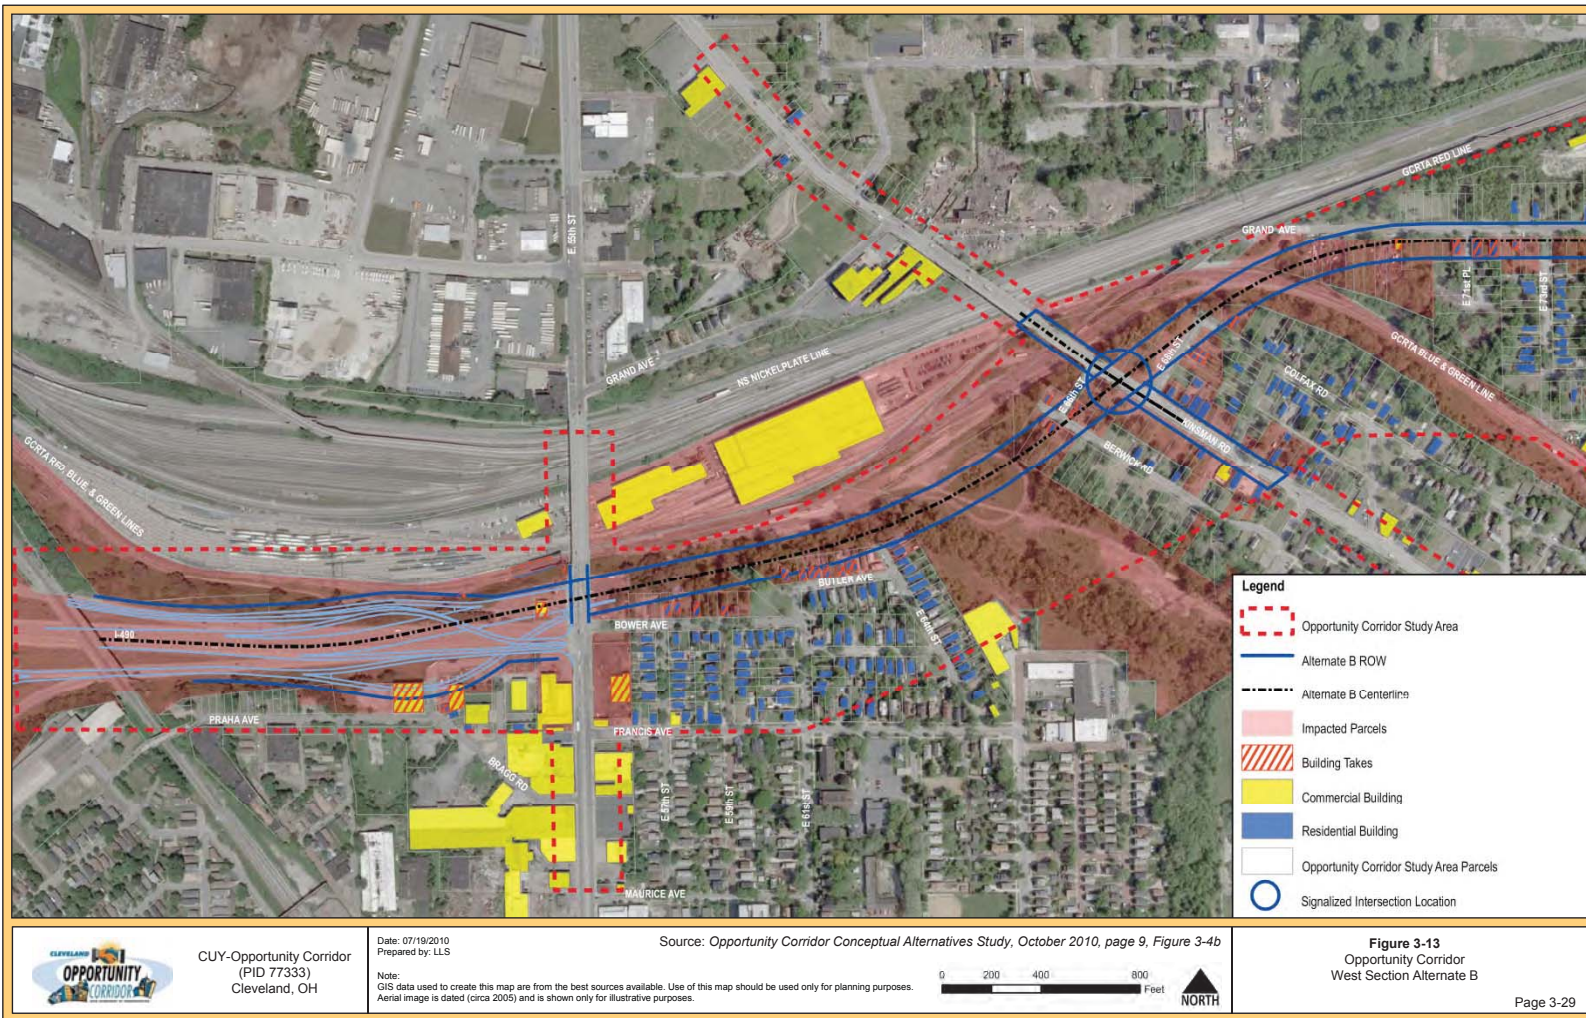 E. 55th ST
GCRTA RED LINE
GRAND AVE
E 71st PL
E 73rd ST
GRAND AVE
NS NICKELPLATE LINE
E 66th ST
E 68th ST
COLFAX RD
GCRTA BLUE & GREEN LINE
KINSMAN RD
BERWICK RD
GCRTA RED, BLUE, & GREEN LINES
BUTLER AVE
I-490
BOWER AVE
E 64th ST
PRAHA AVE
FRANCIS AVE
BRAGG RD
E 57th ST
E 59th ST
E 61st ST
MAURICE AVE
Legend
Opportunity Corridor Study Area
Alternate B ROW
Alternate B Centerline
Impacted Parcels
Building Takes
Commercial Building
Residential Building
Opportunity Corridor Study Area Parcels
Signalized Intersection Location
CLEVELAND
OPPORTUNITY
CORRIDOR
CUY-Opportunity Corridor
(PID 77333)
Cleveland, OH
Date: 07/19/2010
Prepared by: LLS
Note:
GIS data used to create this map are from the best sources available. Use of this map should be used only for planning purposes.
Aerial image is dated (circa 2005) and is shown only for illustrative purposes.
Source: Opportunity Corridor Conceptual Alternatives Study, October 2010, page 9, Figure 3-4b
0 200 400 800
Feet
NORTH
Figure 3-13
Opportunity Corridor
West Section Alternate B
Page 3-29